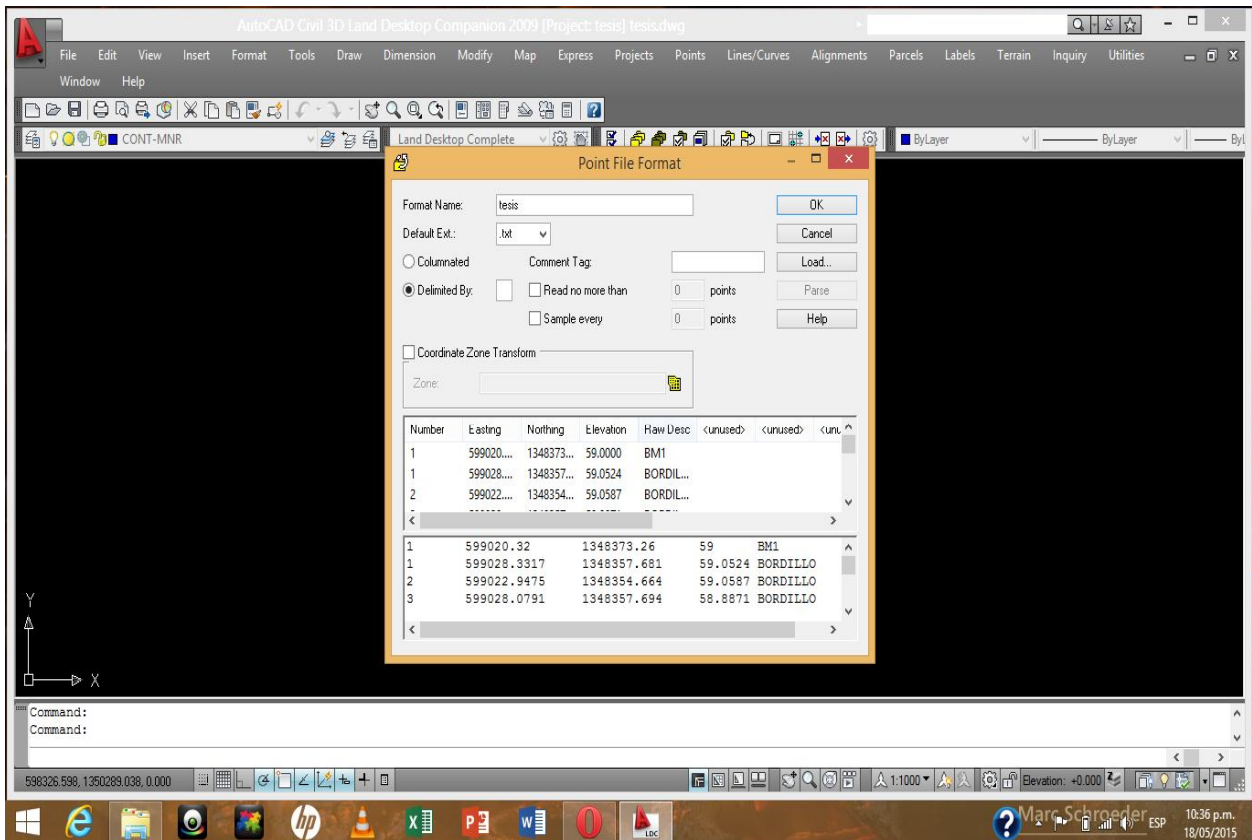 AutoCAD Civil 3D Land Desktop Companion 2009 [Project: tesis] tesis.dwg
File Edit View Insert Format Tools Draw Dimension Modify Map Express Projects Points Lines/Curves Alignments Parcels Labels Terrain Inquiry Utilities
Window Help
CONT-MNR Land Desktop Complete ByLayer ByLayer
Point File Format
Format Name: tesis OK
Default Ext.: .txt Cancel
Columnated Comment Tag: Load...
Delimited By: Read no more than 0 points Parse
Sample every 0 points Help
Coordinate Zone Transform
Zone:
Number Easting Northing Elevation Raw Desc <unused> <unused>
1 599020.... 1348373... 59.0000 BM1
1 599028.... 1348357... 59.0524 BORDIL...
2 599022.... 1348354... 59.0587 BORDIL...
1 599020.32 1348373.26 59 BM1
1 599028.3317 1348357.681 59.0524 BORDILLO
2 599022.9475 1348354.664 59.0587 BORDILLO
3 599028.0791 1348357.694 58.8871 BORDILLO
Y
X
Command:
Command:
598326.598, 1350289.038, 0.000 1:1000 Elevation: +0.000
hp LDC Marc Schroeder ESP 10:36 p.m.
18/05/2015